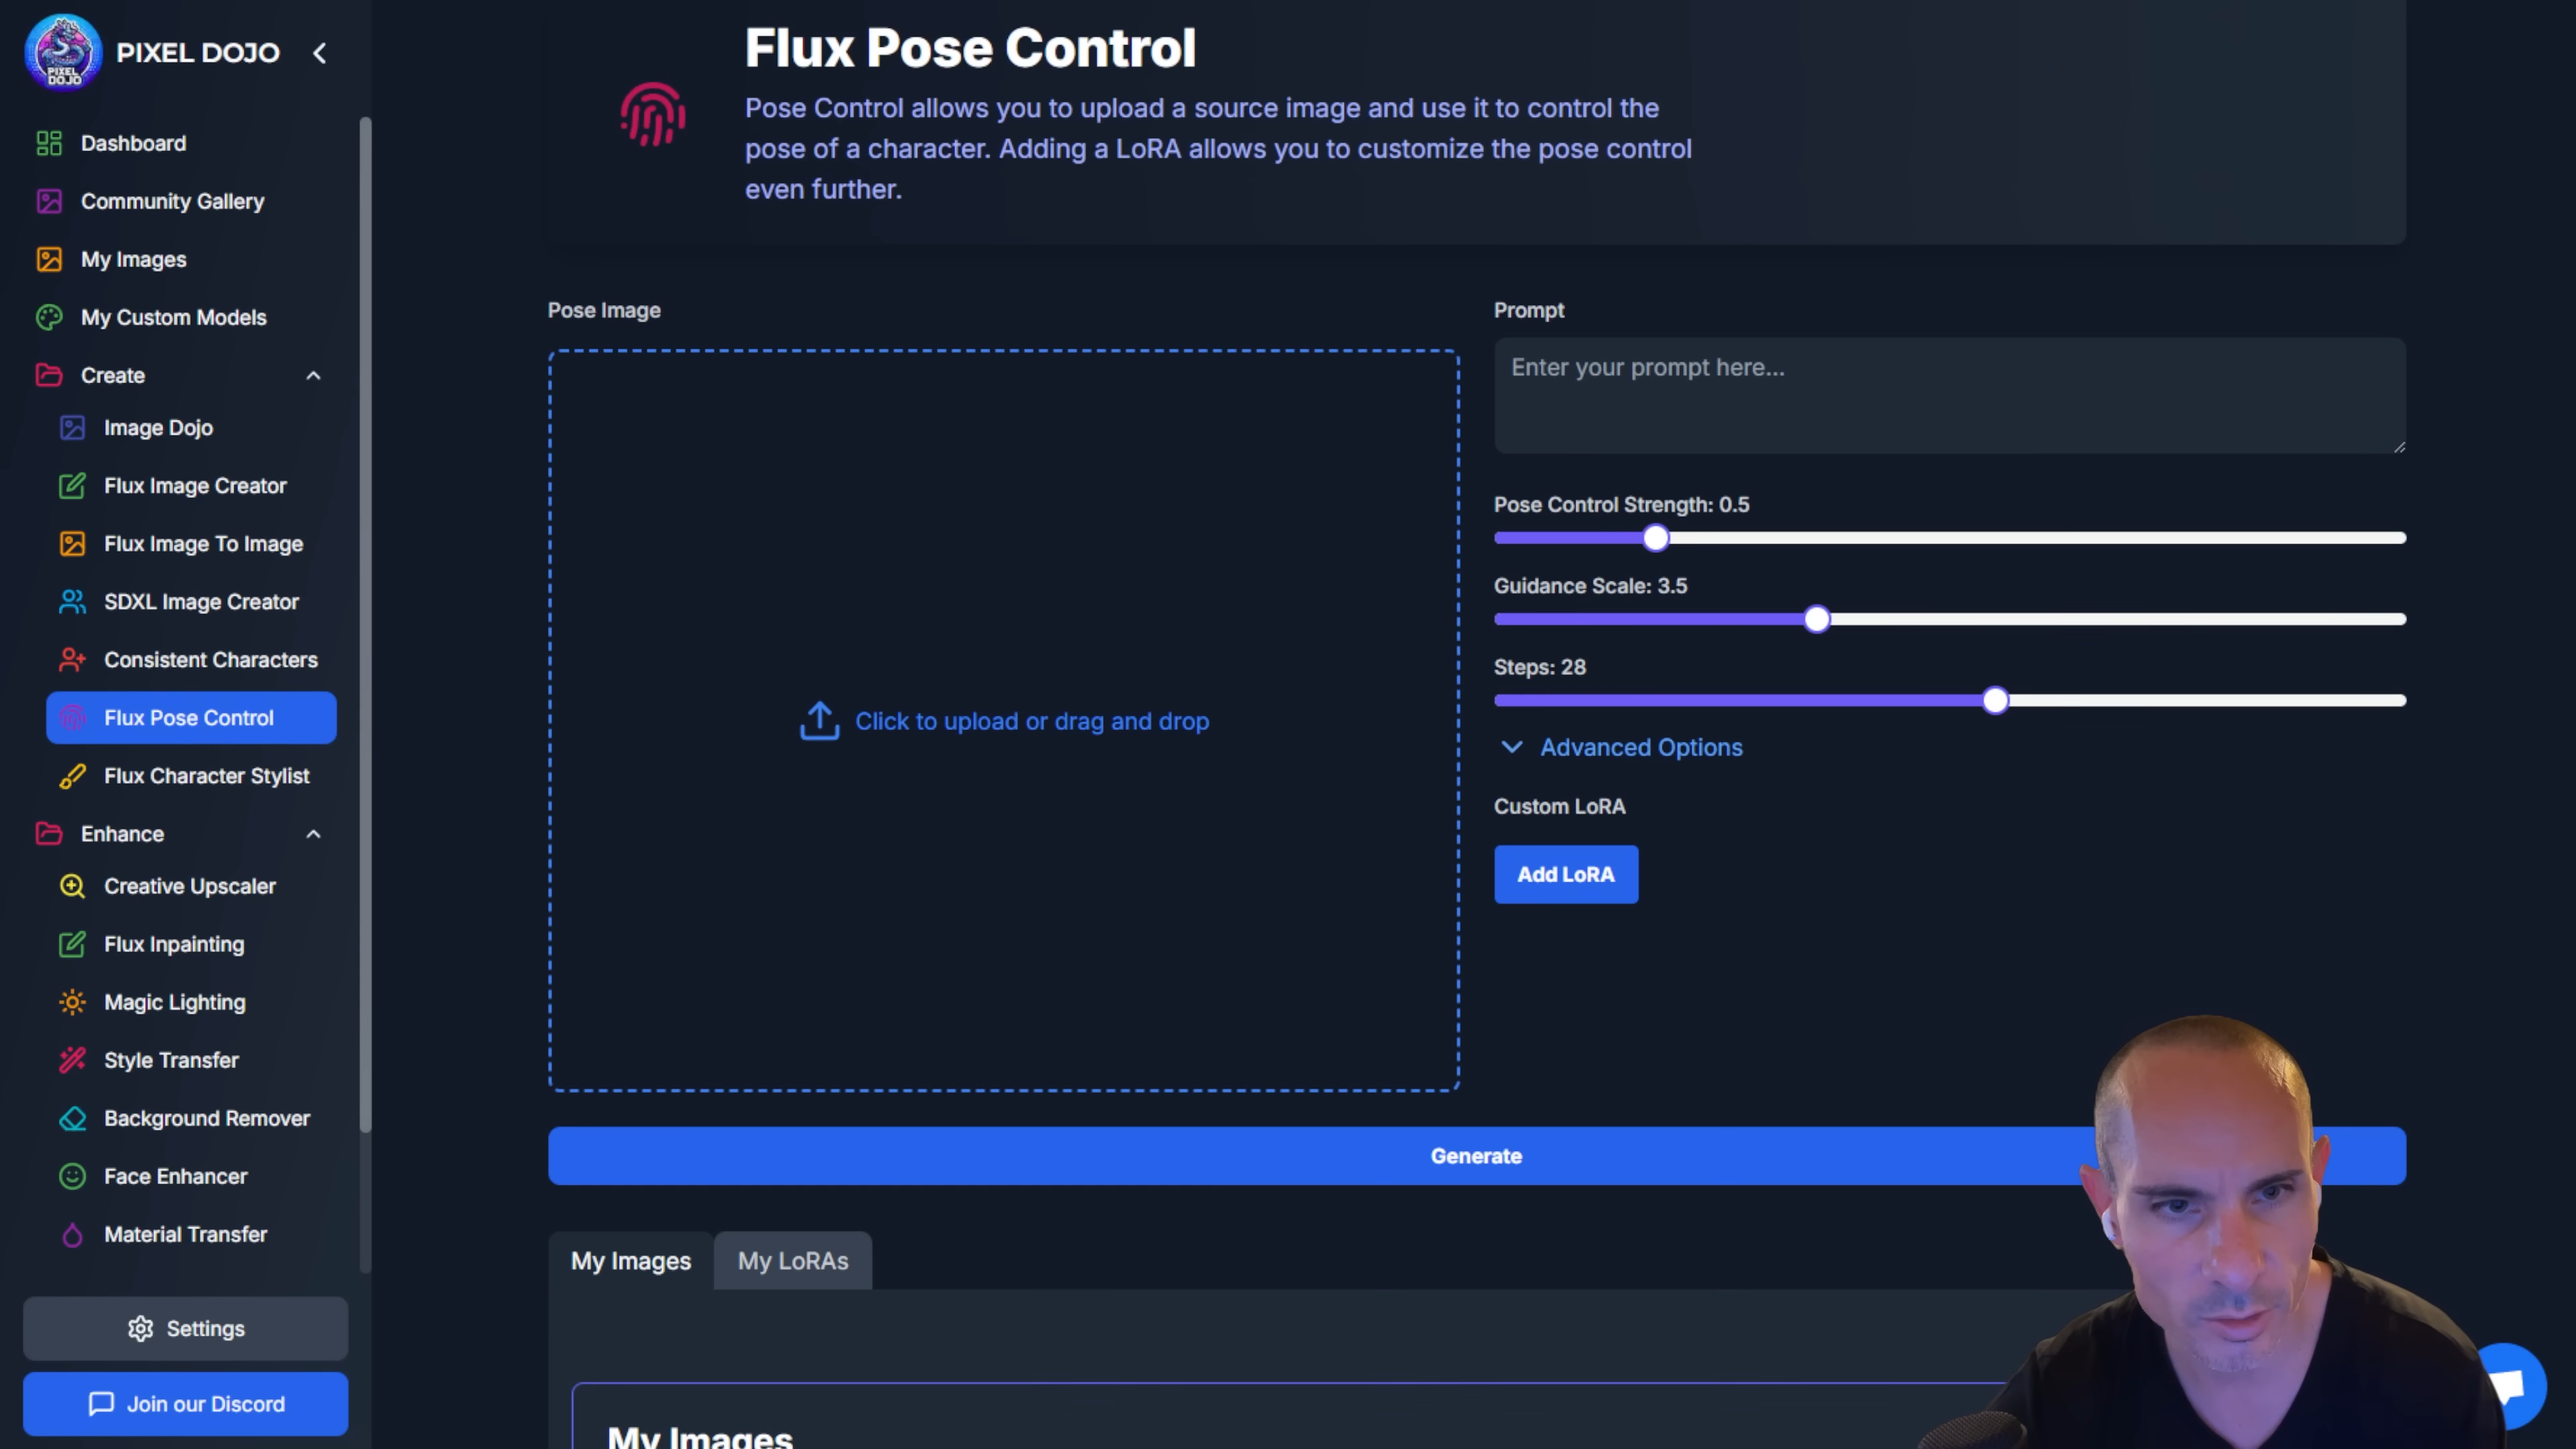 PIXEL DOJO
PIXEL
DOJO
Dashboard
Community Gallery
My Images
My Custom Models
Create
Image Dojo
Flux Image Creator
Flux Image To Image
SDXL Image Creator
Consistent Characters
Flux Pose Control
Flux Character Stylist
Enhance
Creative Upscaler
Flux Inpainting
Magic Lighting
Style Transfer
Background Remover
Face Enhancer
Material Transfer
Settings
Join our Discord
Flux Pose Control
Pose Control allows you to upload a source image and use it to control the
pose of a character. Adding a LoRA allows you to customize the pose control
even further.
Pose Image
Click to upload or drag and drop
Prompt
Enter your prompt here...
Pose Control Strength: 0.5
Guidance Scale: 3.5
Steps: 28
Advanced Options
Custom LoRA
Add LoRA
Generate
My Images
My LoRAs
My Images